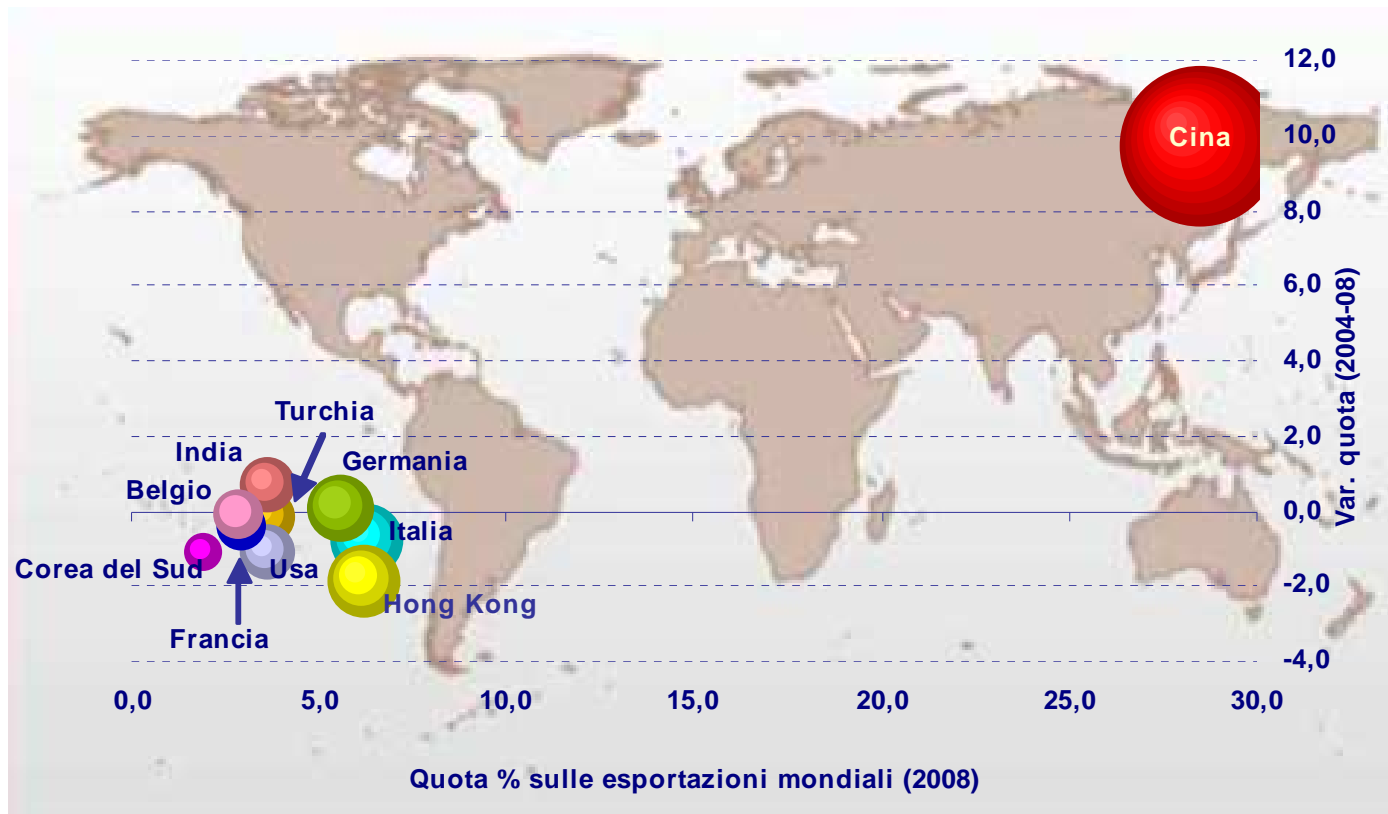 12,0
Cina
10,0
8,0
6,0
4,0
2,0
0,0
-2,0
-4,0
Var. quota (2004-08)
Turchia
India
Germania
Belgio
Italia
Corea del Sud
Usa
Hong Kong
Francia
0,0 5,0 10,0 15,0 20,0 25,0 30,0
Quota % sulle esportazioni mondiali (2008)